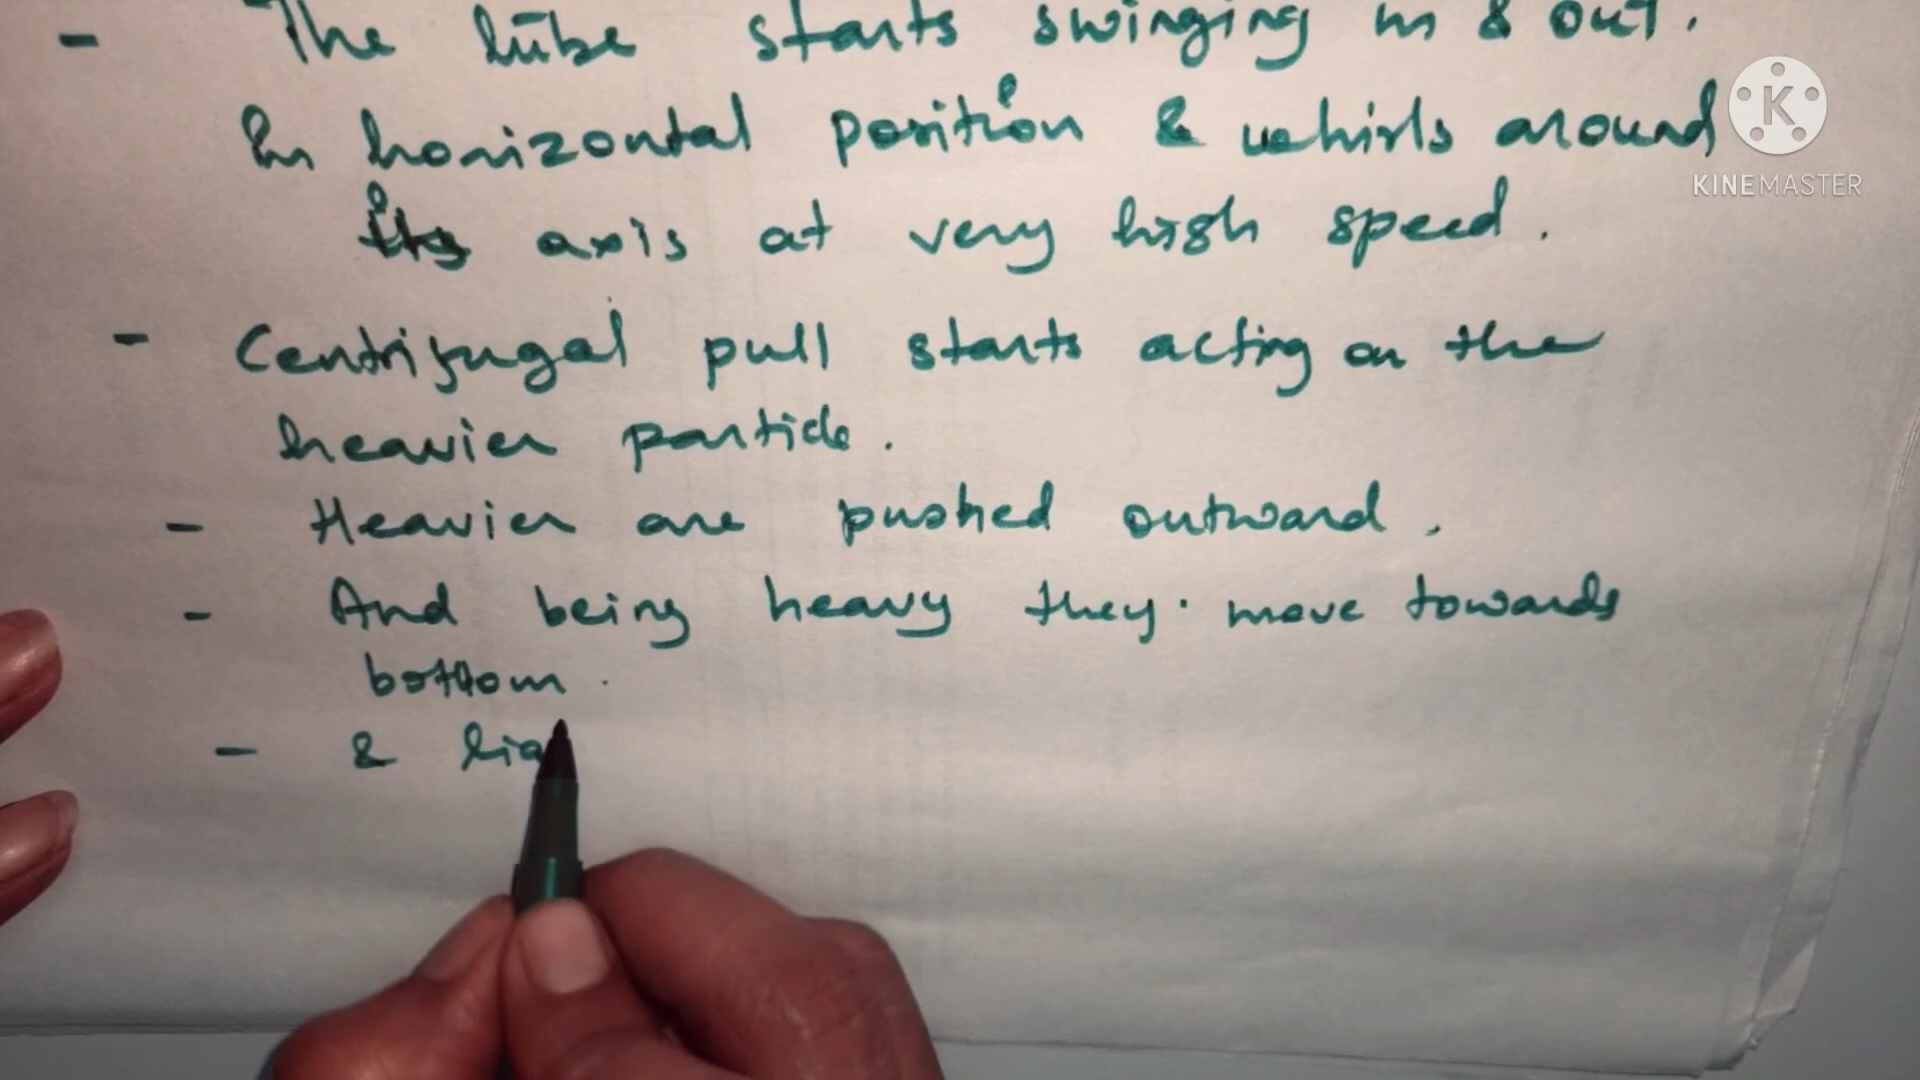 - The tube starts swinging in & out.
In horizontal position & whirls around
its axis at very high speed.
- Centrifugal pull starts acting on the
heavier particle.
- Heavier are pushed outward.
- And being heavy they. move towards
bottom.
- &
K
KINEMASTER